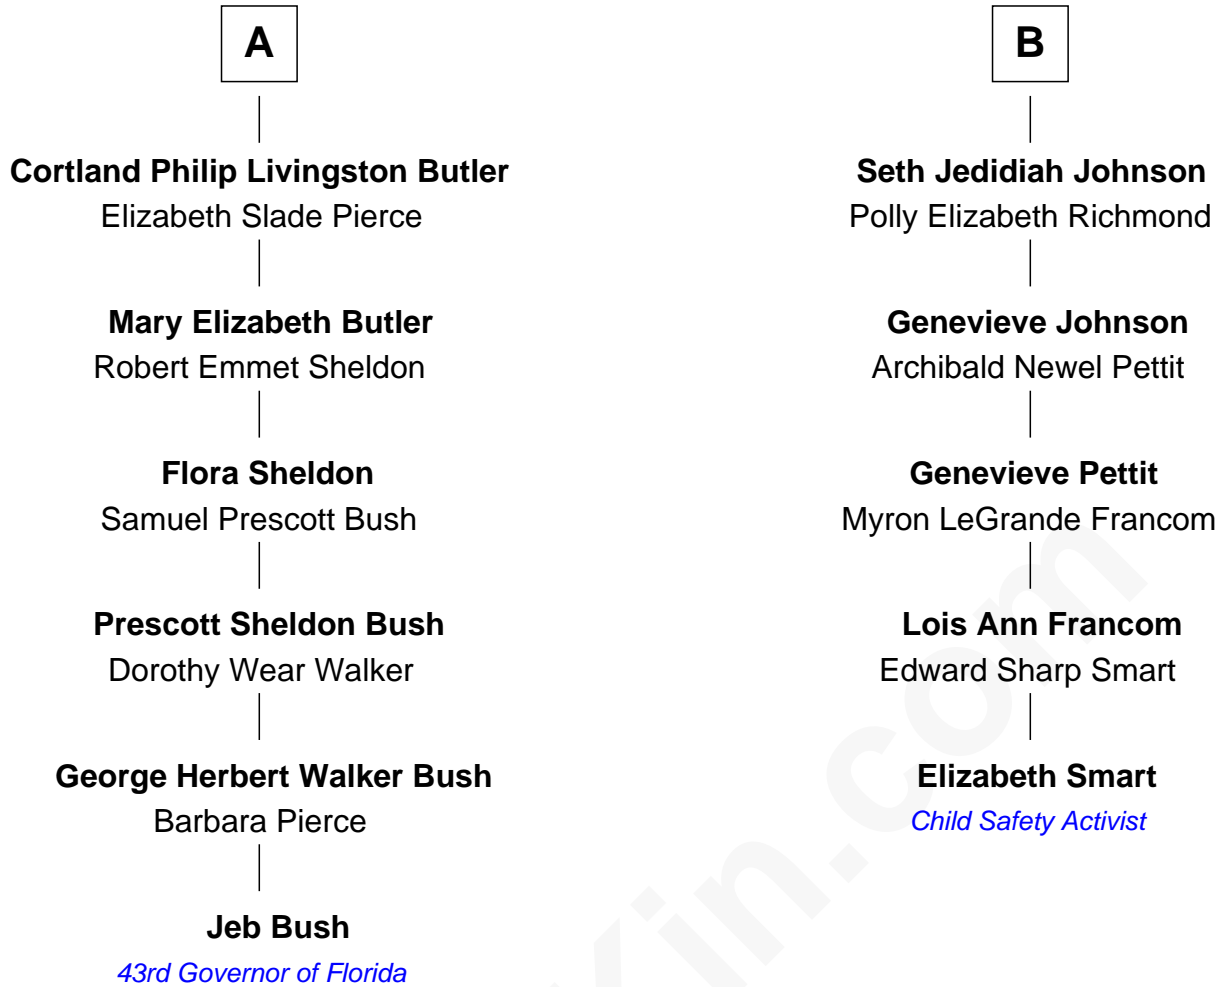 A
Cortland Philip Livingston Butler
Elizabeth Slade Pierce
Mary Elizabeth Butler
Robert Emmet Sheldon
Flora Sheldon
Samuel Prescott Bush
Prescott Sheldon Bush
Dorothy Wear Walker
George Herbert Walker Bush
Barbara Pierce
Jeb Bush
43rd Governor of Florida
B
Seth Jedidiah Johnson
Polly Elizabeth Richmond
Genevieve Johnson
Archibald Newel Pettit
Genevieve Pettit
Myron LeGrande Francom
Lois Ann Francom
Edward Sharp Smart
Elizabeth Smart
Child Safety Activist
Kin.com